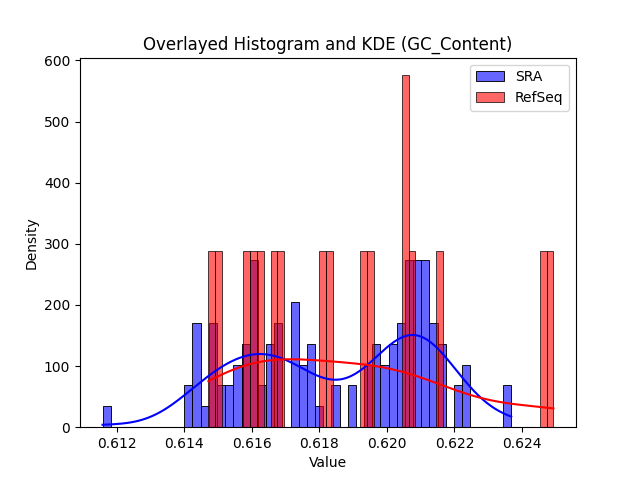 Overlayed Histogram and KDE (GC_Content)
SRA
RefSeq
600
500
400
300
200
100
0
Density
0.612 0.614 0.616 0.618 0.620 0.622 0.624
Value